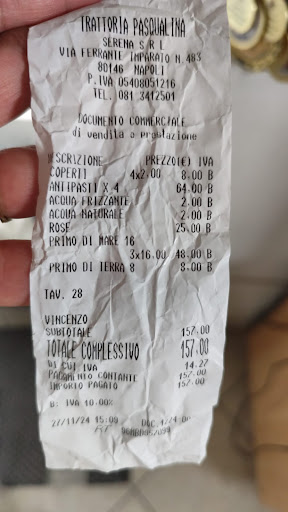 TRATTORIA PASQUALINA
SERENA S R L
VIA FERRANTE IMPARATO N.483
80146 NAPOLI
P.IVA 05408051216
TEL. 081 3412501
DOCUMENTO COMMERCIALE
di vendita o prestazione
DESCRIZIONE PREZZO(E) IVA
COPERTI 4x2.00 8.00 B
ANTIPASTI X 4 64.00 B
ACQUA FRIZZANTE 2.00 B
ACQUA NATURALE 2.00 B
ROSE' 25.00 B
PRIMO DI MARE 16
3x16.00 48.00 B
PRIMO DI TERRA 8 8.00 B
TAV. 28
VINCENZO
SUBTOTALE 157.00
TOTALE COMPLESSIVO 157.00
DI CUI IVA 14.27
PAGAMENTO CONTANTE 157.00
IMPORTO PAGATO 157.00
B: IVA 10.00%
27/11/24 15:09